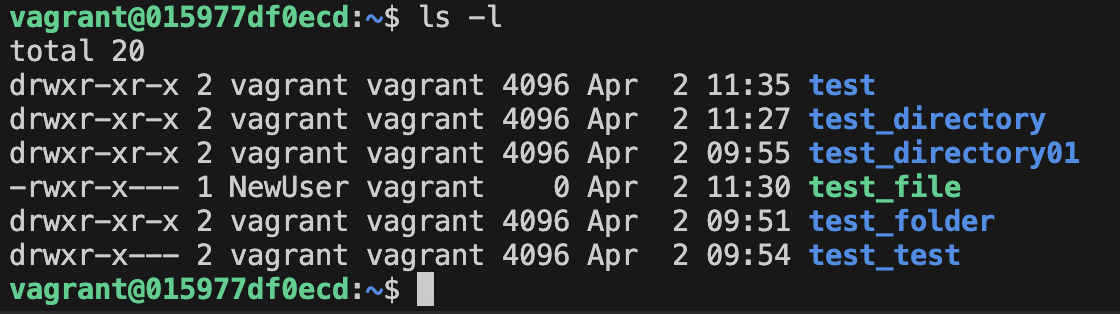 vagrant@015977df0ecd:~$ ls -l
total 20
drwxr-xr-x 2 vagrant vagrant 4096 Apr  2 11:35 test
drwxr-xr-x 2 vagrant vagrant 4096 Apr  2 11:27 test_directory
drwxr-xr-x 2 vagrant vagrant 4096 Apr  2 09:55 test_directory01
-rwxr-x--- 1 NewUser vagrant    0 Apr  2 11:30 test_file
drwxr-xr-x 2 vagrant vagrant 4096 Apr  2 09:51 test_folder
drwxr-x--- 2 vagrant vagrant 4096 Apr  2 09:54 test_test
vagrant@015977df0ecd:~$